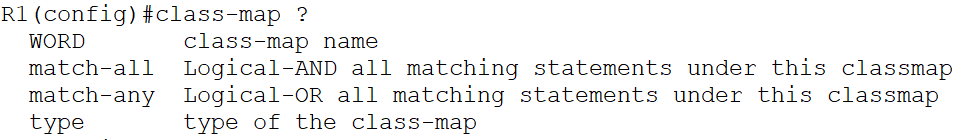 R1(config)#class-map ?
  WORD       class-map name
  match-all  Logical-AND all matching statements under this classmap
  match-any  Logical-OR all matching statements under this classmap
  type       type of the class-map